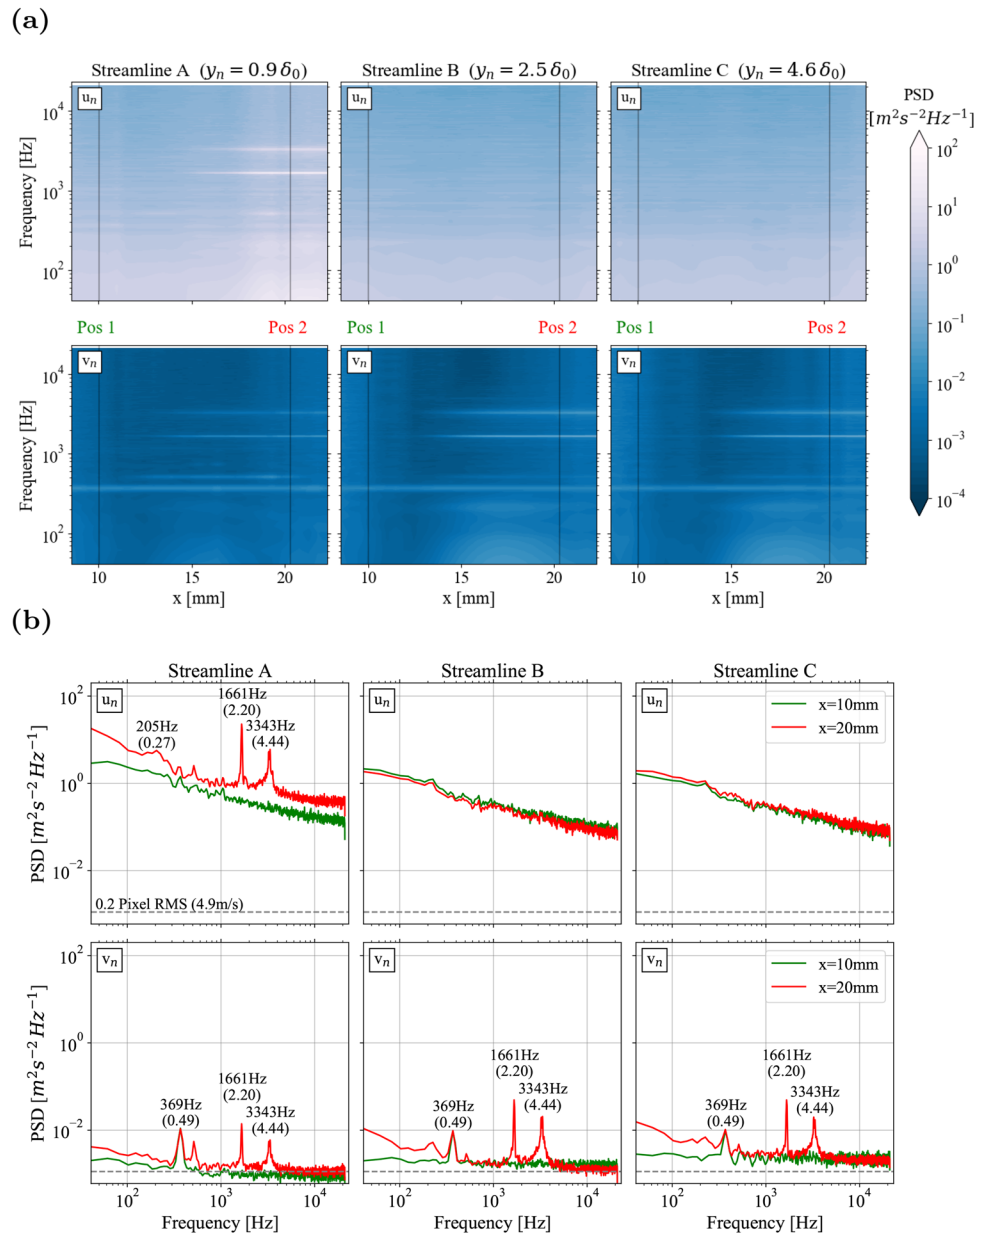 (a)
Streamline A (yₙ = 0.9 δ₀)
Streamline B (yₙ = 2.5 δ₀)
Streamline C (yₙ = 4.6 δ₀)
PSD
[m²s⁻²Hz⁻¹]
uₙ
uₙ
uₙ
Frequency [Hz]
10⁴
10³
10²
10²
10¹
10⁰
10⁻¹
10⁻²
10⁻³
10⁻⁴
Pos 1
Pos 2
Pos 1
Pos 2
Pos 1
Pos 2
vₙ
vₙ
vₙ
Frequency [Hz]
10⁴
10³
10²
10 15 20
10 15 20
10 15 20
x [mm]
x [mm]
x [mm]
(b)
Streamline A
Streamline B
Streamline C
PSD [m²s⁻²Hz⁻¹]
10²
10⁰
10⁻²
uₙ
1661Hz
(2.20)
205Hz
(0.27)
3343Hz
(4.44)
0.2 Pixel RMS (4.9m/s)
uₙ
uₙ
x=10mm
x=20mm
PSD [m²s⁻²Hz⁻¹]
10²
10⁰
10⁻²
vₙ
1661Hz
(2.20)
369Hz
(0.49)
3343Hz
(4.44)
vₙ
1661Hz
(2.20)
369Hz
(0.49)
3343Hz
(4.44)
vₙ
x=10mm
x=20mm
1661Hz
(2.20)
369Hz
(0.49)
3343Hz
(4.44)
10² 10³ 10⁴
10² 10³ 10⁴
10² 10³ 10⁴
Frequency [Hz]
Frequency [Hz]
Frequency [Hz]